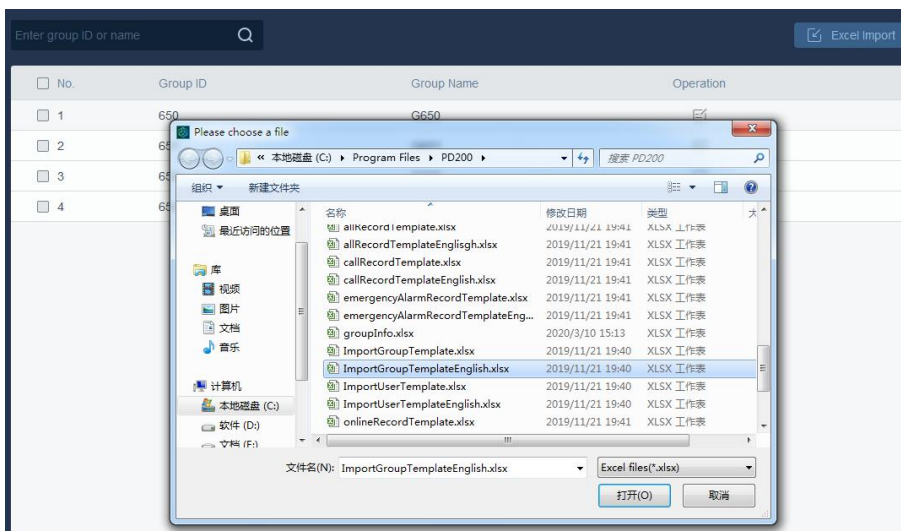 Enter group ID or name
Excel Import
No. Group ID Group Name Operation
1 650 G650
2 65
3 65
4 65
Please choose a file
« 本地磁盘 (C:) Program Files PD200
搜索 PD200
组织 新建文件夹
桌面
最近访问的位置
库
视频
图片
文档
音乐
计算机
本地磁盘 (C:)
软件 (D:)
文档 (E:)
名称 修改日期 类型 大
allRecordTemplate.xlsx 2019/11/21 19:41 XLSX 工作表
allRecordTemplateEngligh.xlsx 2019/11/21 19:41 XLSX 工作表
callRecordTemplate.xlsx 2019/11/21 19:41 XLSX 工作表
callRecordTemplateEnglish.xlsx 2019/11/21 19:41 XLSX 工作表
emergencyAlarmRecordTemplate.xlsx 2019/11/21 19:41 XLSX 工作表
emergencyAlarmRecordTemplateEng... 2019/11/21 19:41 XLSX 工作表
groupInfo.xlsx 2020/3/10 15:13 XLSX 工作表
ImportGroupTemplate.xlsx 2019/11/21 19:40 XLSX 工作表
ImportGroupTemplateEnglish.xlsx 2019/11/21 19:40 XLSX 工作表
ImportUserTemplate.xlsx 2019/11/21 19:40 XLSX 工作表
ImportUserTemplateEnglish.xlsx 2019/11/21 19:40 XLSX 工作表
onlineRecordTemplate.xlsx 2019/11/21 19:41 XLSX 工作表
文件名(N): ImportGroupTemplateEnglish.xlsx Excel files(*.xlsx)
打开(O) 取消